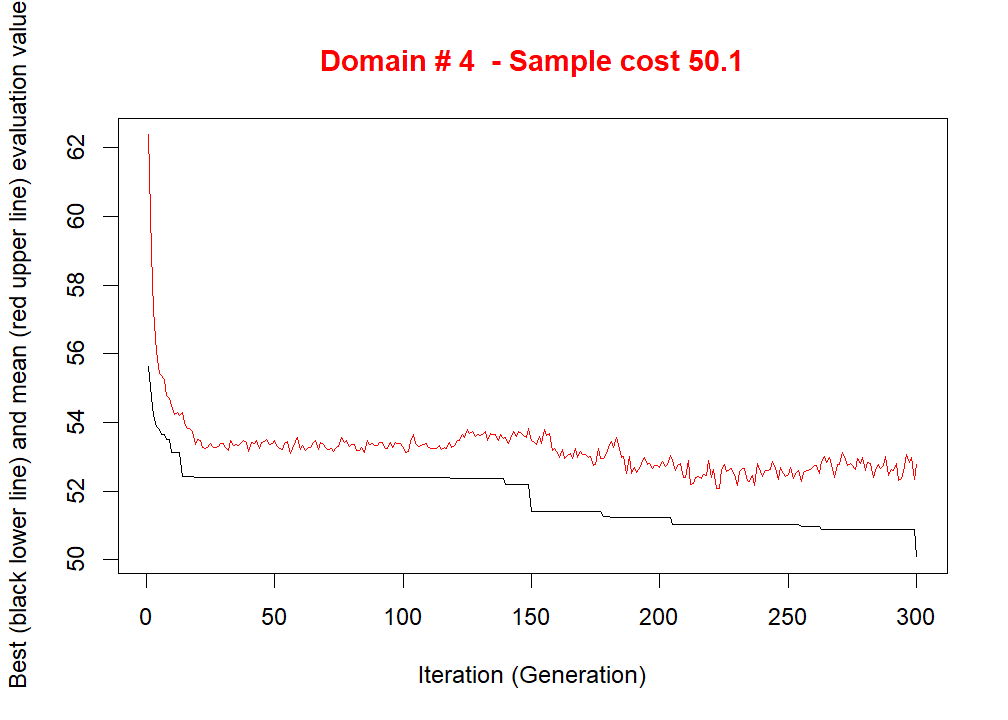 Domain # 4 - Sample cost 50.1
Best (black lower line) and mean (red upper line) evaluation value
62
60
58
56
54
52
50
0 50 100 150 200 250 300
Iteration (Generation)